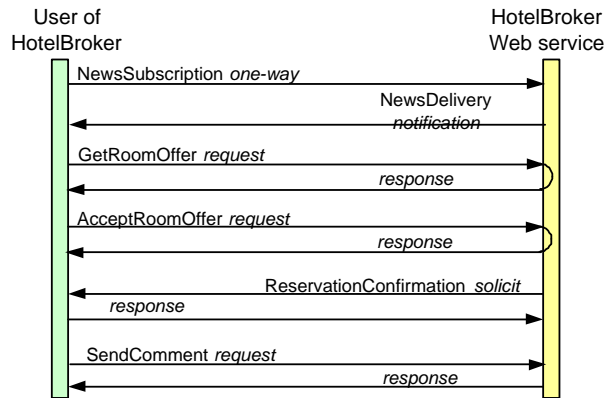 User of
HotelBroker
HotelBroker
Web service
NewsSubscription one-way
NewsDelivery
notification
GetRoomOffer request
response
AcceptRoomOffer request
response
ReservationConfirmation solicit
response
SendComment request
response